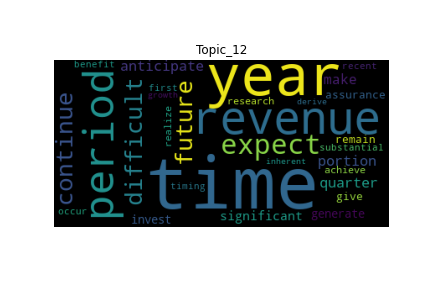 Topic_12
benefit
anticipate
year
recent
make
continue
period
difficult
first
growth
future
research
derive
assurance
revenue
realize
expect
remain
substantial
inherent
portion
achieve
time
timing
quarter
give
occur
invest
significant
generate